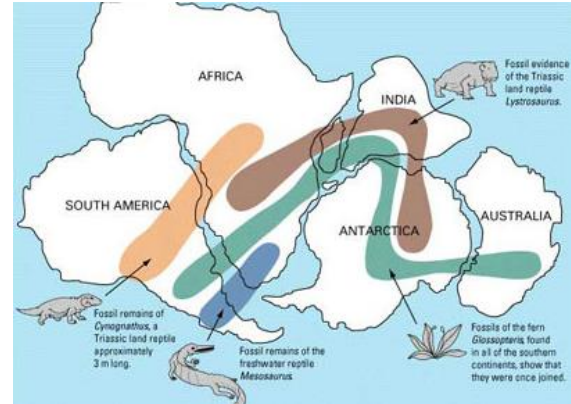 AFRICA
INDIA
Fossil evidence
of the Triassic
land reptile
Lystrosaurus.
SOUTH AMERICA
ANTARCTICA
AUSTRALIA
Fossil remains of
Cynognathus, a
Triassic land reptile
approximately
3 m long.
Fossil remains of the
freshwater reptile
Mesosaurus.
Fossils of the fern
Glossopteris, found
in all of the southern
continents, show that
they were once joined.